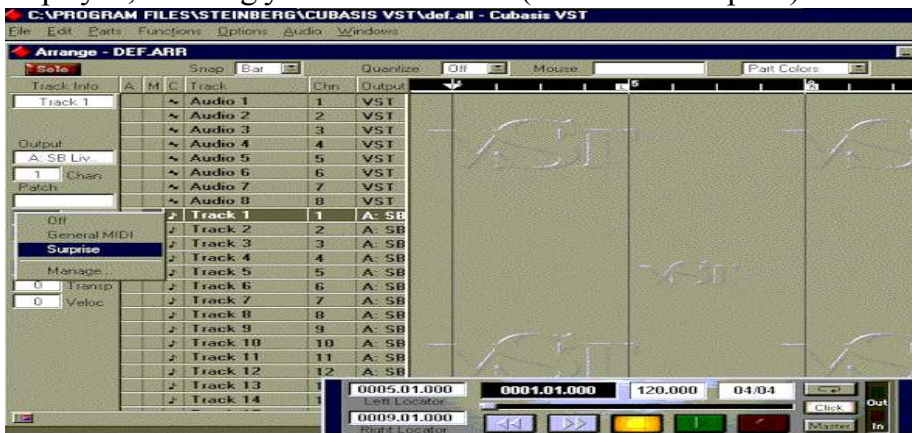 C:\PROGRAM FILES\STEINBERG\CUBASIS VST\def.all - Cubasis VST
File Edit Parts Functions Options Audio Windows
Arrange - DEF.ARR
Solo Snap Bar Quantize Off Mouse Part Colors
Track Info A M C Track Chn Output 5 9
Track 1 Audio 1 1 VST
Audio 2 2 VST
Audio 3 3 VST
Output Audio 4 4 VST
A: SB Liv... Audio 5 5 VST
1 Chan Audio 6 6 VST
Patch Audio 7 7 VST
Audio 8 8 VST
Off Track 1 1 A: SB
General MIDI Track 2 2 A: SB
Surprise Track 3 3 A: SB
Track 4 4 A: SB
Manage... Track 5 5 A: SB
0 Transp Track 6 6 A: SB
0 Veloc Track 7 7 A: SB
Track 8 8 A: SB
Track 9 9 A: SB
Track 10 10 A: SB
Track 11 11 A: SB
Track 12 12 A: SB
Track 13 1 0005.01.000 0001.01.000 120.000 04/04
Track 14 1 Left Locator Click Out
0009.01.000 Master In
Right Locator